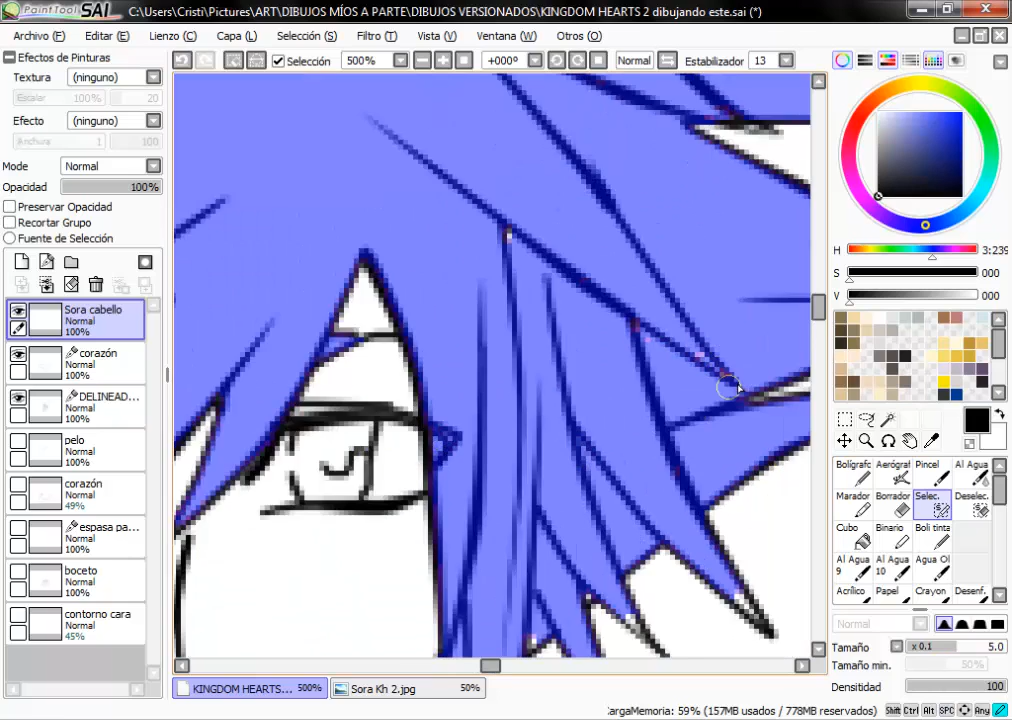 PaintTool SAI C:\Users\Cristi\Pictures\ART\DIBUJOS MÍOS A PARTE\DIBUJOS VERSIONADOS\KINGDOM HEARTS 2 dibujando este.sai (*)
Archivo (F) Editar (E) Lienzo (C) Capa (L) Selección (S) Filtro (T) Vista (V) Ventana (W) Otros (O)
Efectos de Pinturas
Selección 500% +000° Normal Estabilizador 13
Textura (ninguno)
Escalar 100% 20
Efecto (ninguno)
Anchura 1 100
Mode Normal
Opacidad 100%
Preservar Opacidad
Recortar Grupo
Fuente de Selección
Sora cabello
Normal
100%
corazón
Normal
100%
DELINEAD...
Normal
100%
pelo
Normal
100%
corazón
Normal
49%
espasa pa...
Normal
100%
boceto
Normal
100%
contorno cara
Normal
45%
H 3:239
S 000
V 000
Bolígrafc Aerógraf Pincel Al Agua
Marador Borrador Selec. Deselec.
Cubo Binario Boli tinta
Al Agua 9 Al Agua 10 Agua Ol
Acrílico Papel Crayon Desenf.
Normal
Tamaño x 0.1 5.0
Tamaño min. 50%
Densidad 100
KINGDOM HEARTS... 500% Sora Kh 2.jpg 50%
:argaMemoria: 59% (157MB usados / 778MB reservados) Shift Ctrl Alt SPC Any